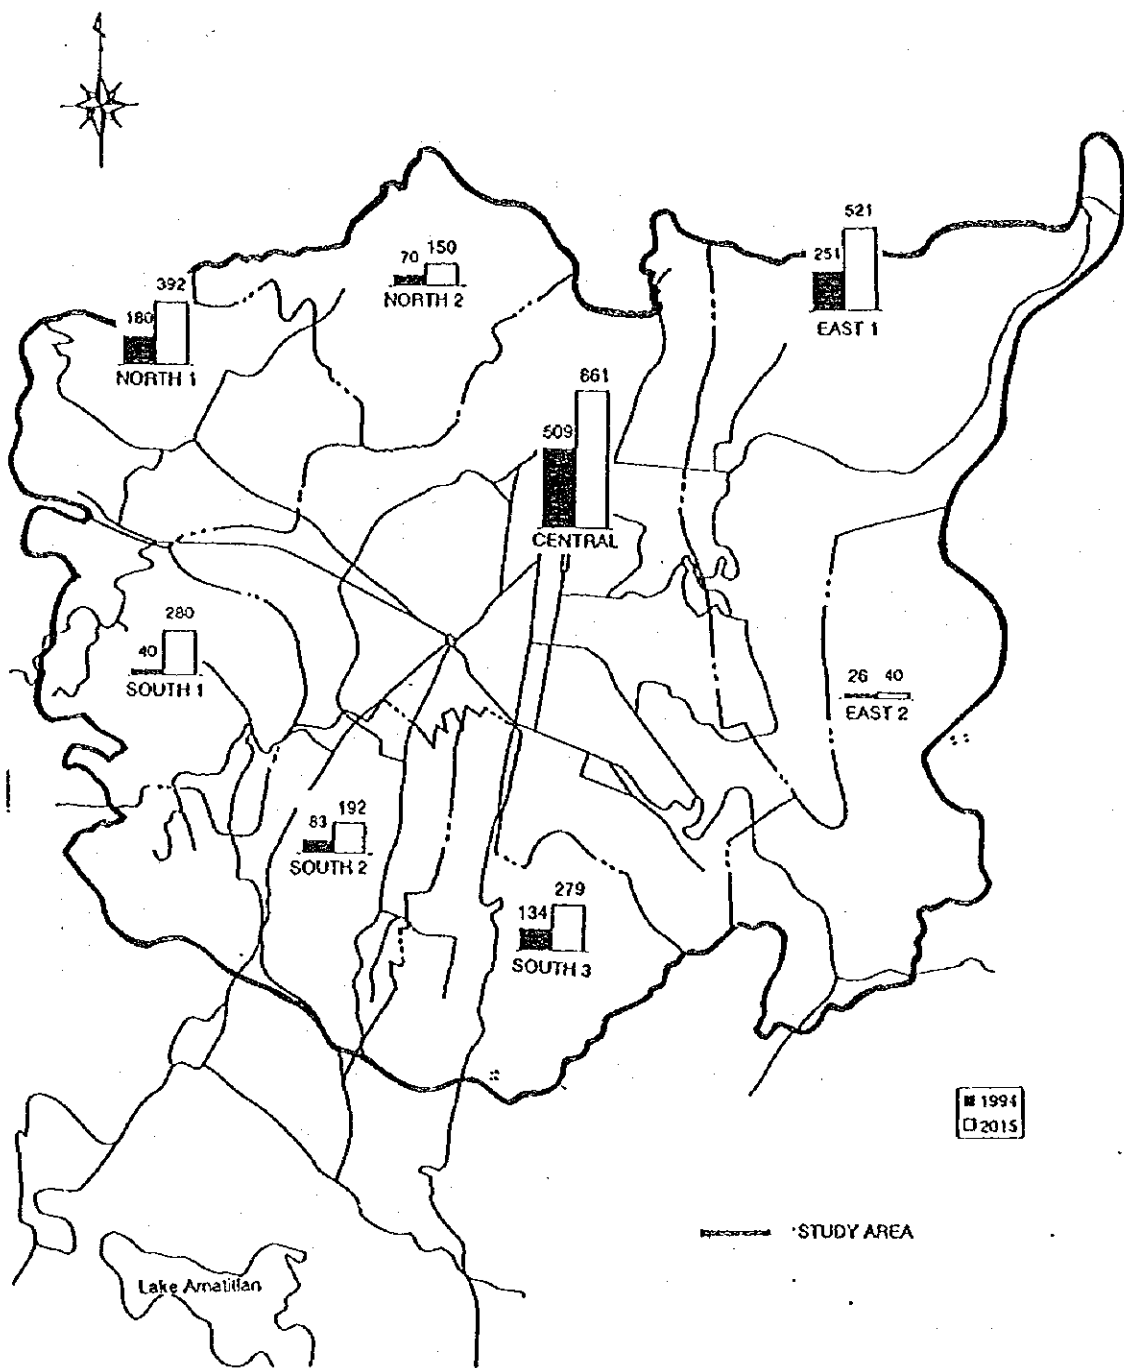 521
251
EAST 1
70 150
NORTH 2
392
180
NORTH 1
861
509
CENTRAL
280
40
SOUTH 1
26 40
EAST 2
192
83
SOUTH 2
279
134
SOUTH 3
1994
2015
STUDY AREA
Lake Amatillan